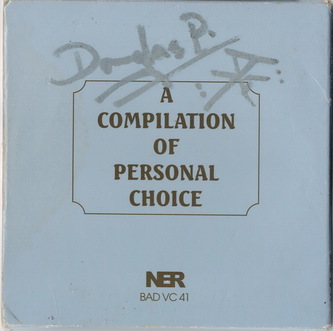 Douglas P.
A
COMPILATION
OF
PERSONAL
CHOICE
NER
BAD VC 41